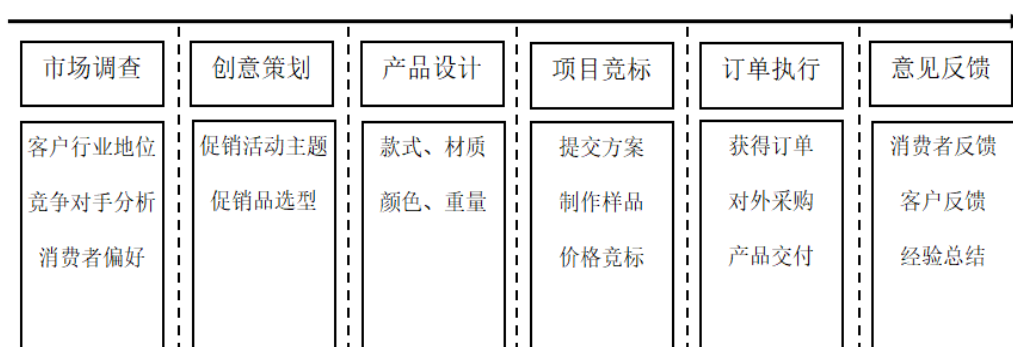 市场调查
创意策划
产品设计
项目竞标
订单执行
意见反馈
客户行业地位
竞争对手分析
消费者偏好
促销活动主题
促销品选型
款式、材质
颜色、重量
提交方案
制作样品
价格竞标
获得订单
对外采购
产品交付
消费者反馈
客户反馈
经验总结